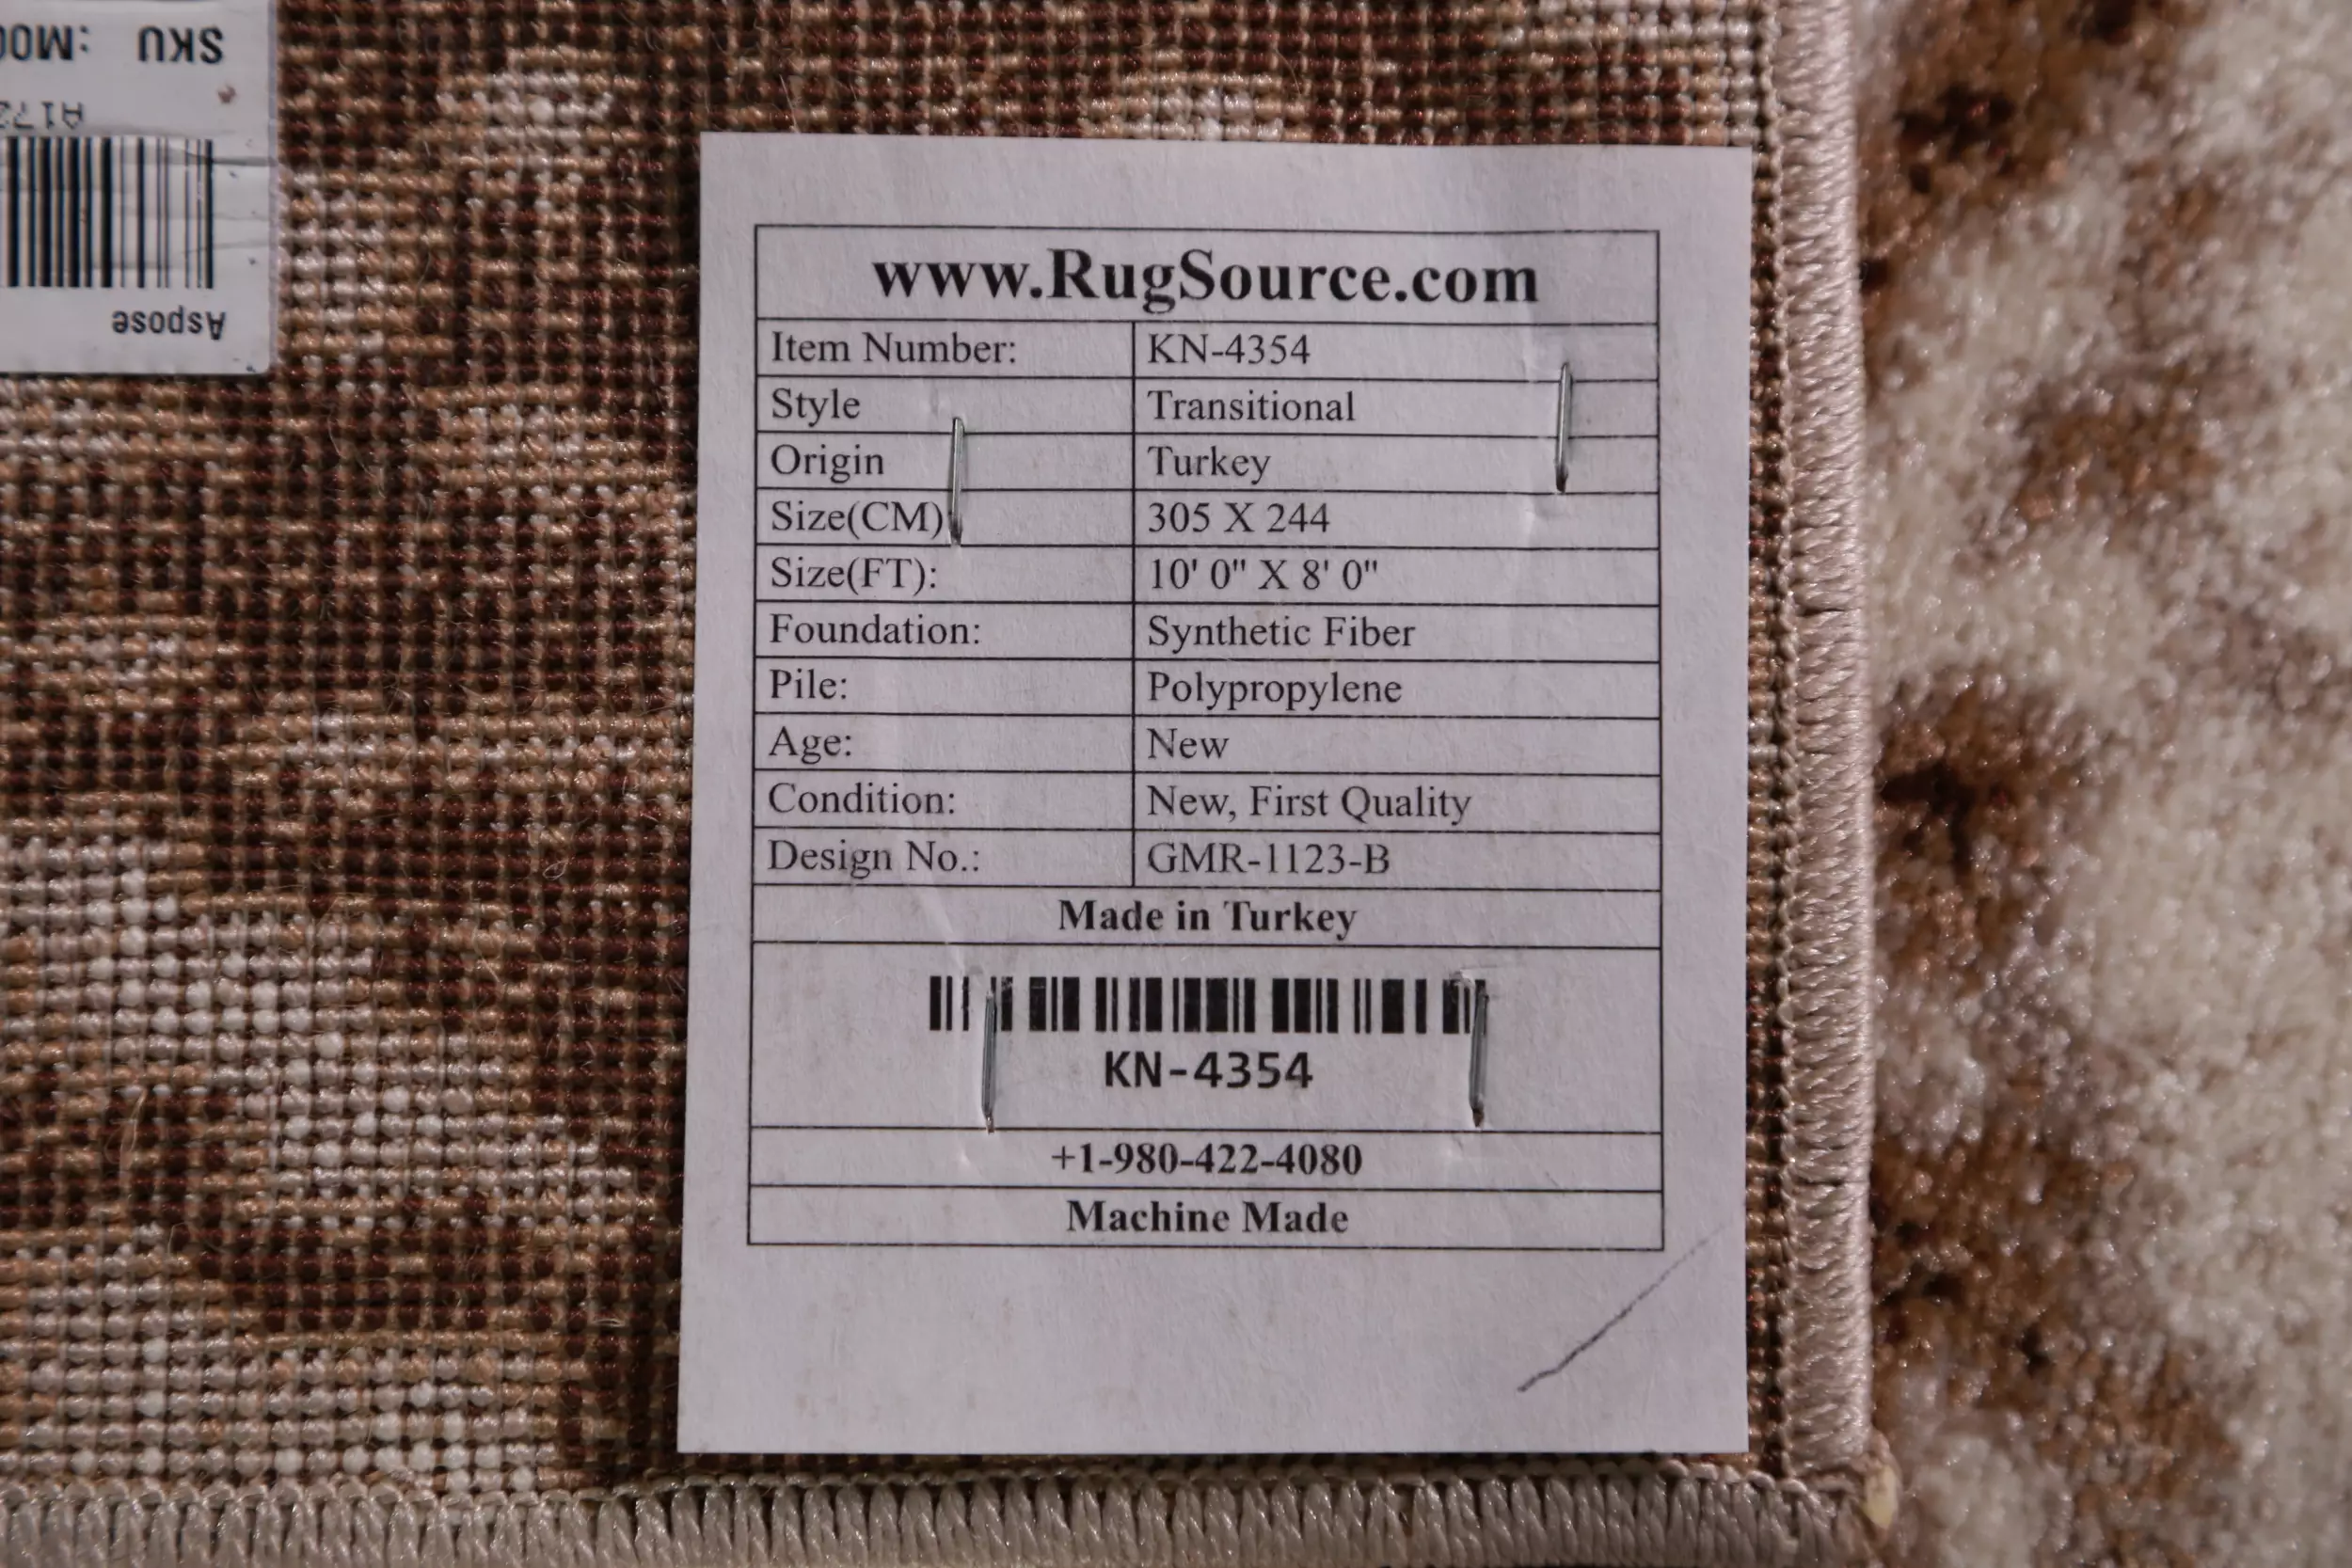 SKU :M00
A172
Aspose
www.RugSource.com
Item Number: KN-4354
Style Transitional
Origin Turkey
Size(CM) 305 X 244
Size(FT): 10' 0" X 8' 0"
Foundation: Synthetic Fiber
Pile: Polypropylene
Age: New
Condition: New, First Quality
Design No.: GMR-1123-B
Made in Turkey
KN-4354
+1-980-422-4080
Machine Made